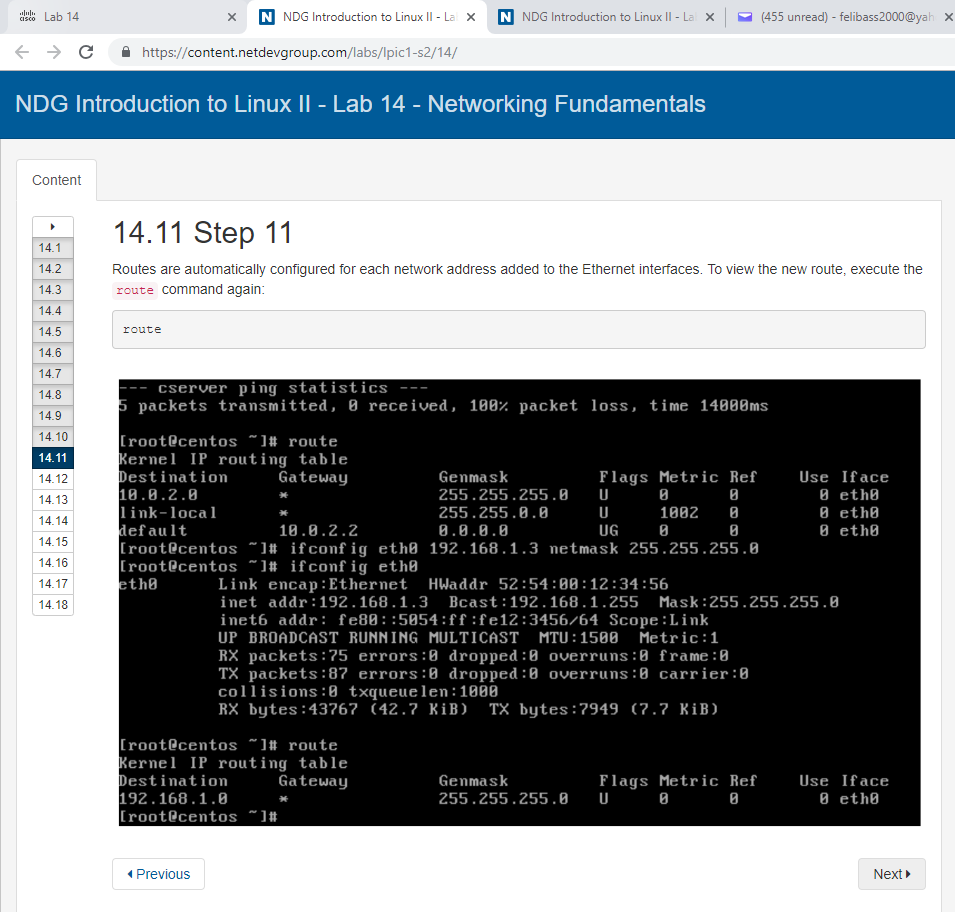 cisco Lab 14
NDG Introduction to Linux II - La
NDG Introduction to Linux II - La
(455 unread) - felibass2000@yah
https://content.netdevgroup.com/labs/lpic1-s2/14/
NDG Introduction to Linux II - Lab 14 - Networking Fundamentals
Content
14.1
14.2
14.3
14.4
14.5
14.6
14.7
14.8
14.9
14.10
14.11
14.12
14.13
14.14
14.15
14.16
14.17
14.18
14.11 Step 11
Routes are automatically configured for each network address added to the Ethernet interfaces. To view the new route, execute the
route command again:
route
--- cserver ping statistics ---
5 packets transmitted, 0 received, 100% packet loss, time 14000ms
[root@centos ~]# route
Kernel IP routing table
Destination Gateway Genmask Flags Metric Ref Use Iface
10.0.2.0 * 255.255.255.0 U 0 0 0 eth0
link-local * 255.255.0.0 U 1002 0 0 eth0
default 10.0.2.2 0.0.0.0 UG 0 0 0 eth0
[root@centos ~]# ifconfig eth0 192.168.1.3 netmask 255.255.255.0
[root@centos ~]# ifconfig eth0
eth0 Link encap:Ethernet HWaddr 52:54:00:12:34:56
inet addr:192.168.1.3 Bcast:192.168.1.255 Mask:255.255.255.0
inet6 addr: fe80::5054:ff:fe12:3456/64 Scope:Link
UP BROADCAST RUNNING MULTICAST MTU:1500 Metric:1
RX packets:75 errors:0 dropped:0 overruns:0 frame:0
TX packets:87 errors:0 dropped:0 overruns:0 carrier:0
collisions:0 txqueuelen:1000
RX bytes:43767 (42.7 KiB) TX bytes:7949 (7.7 KiB)
[root@centos ~]# route
Kernel IP routing table
Destination Gateway Genmask Flags Metric Ref Use Iface
192.168.1.0 * 255.255.255.0 U 0 0 0 eth0
[root@centos ~]#
Previous
Next